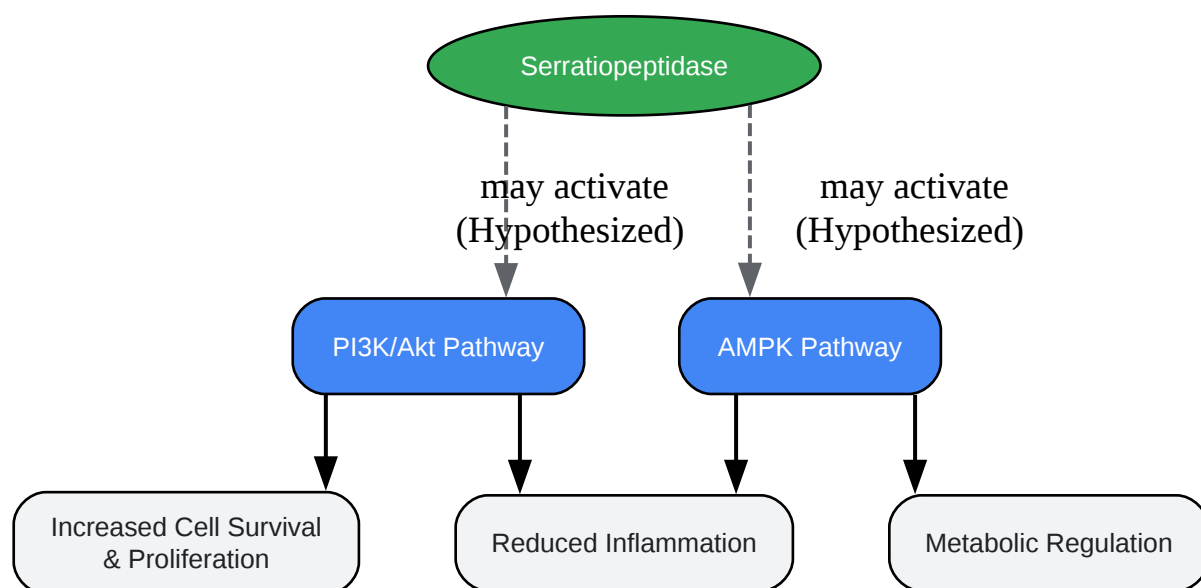 Serratiopeptidase
may activate
(Hypothesized)
may activate
(Hypothesized)
PI3K/Akt Pathway
AMPK Pathway
Increased Cell Survival
& Proliferation
Reduced Inflammation
Metabolic Regulation